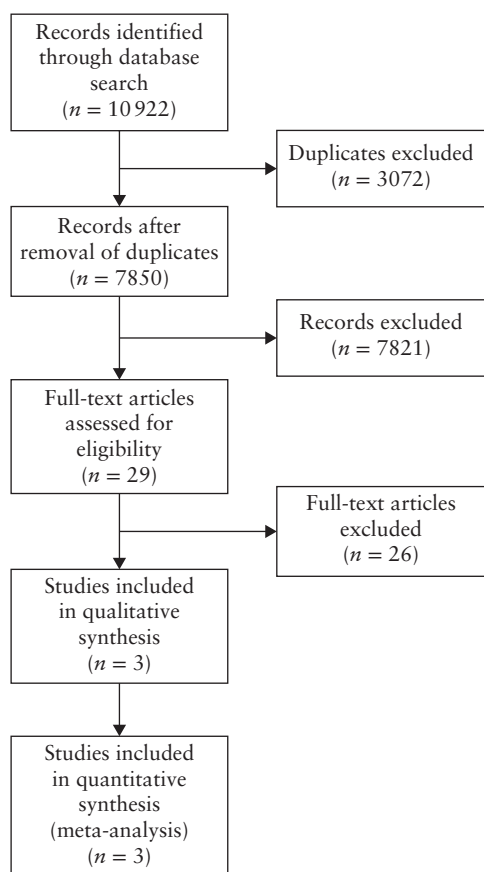 Records identified
through database
search
(n = 10 922)
Duplicates excluded
(n = 3072)
Records after
removal of duplicates
(n = 7850)
Records excluded
(n = 7821)
Full-text articles
assessed for
eligibility
(n = 29)
Full-text articles
excluded
(n = 26)
Studies included
in qualitative
synthesis
(n = 3)
Studies included
in quantitative
synthesis
(meta-analysis)
(n = 3)